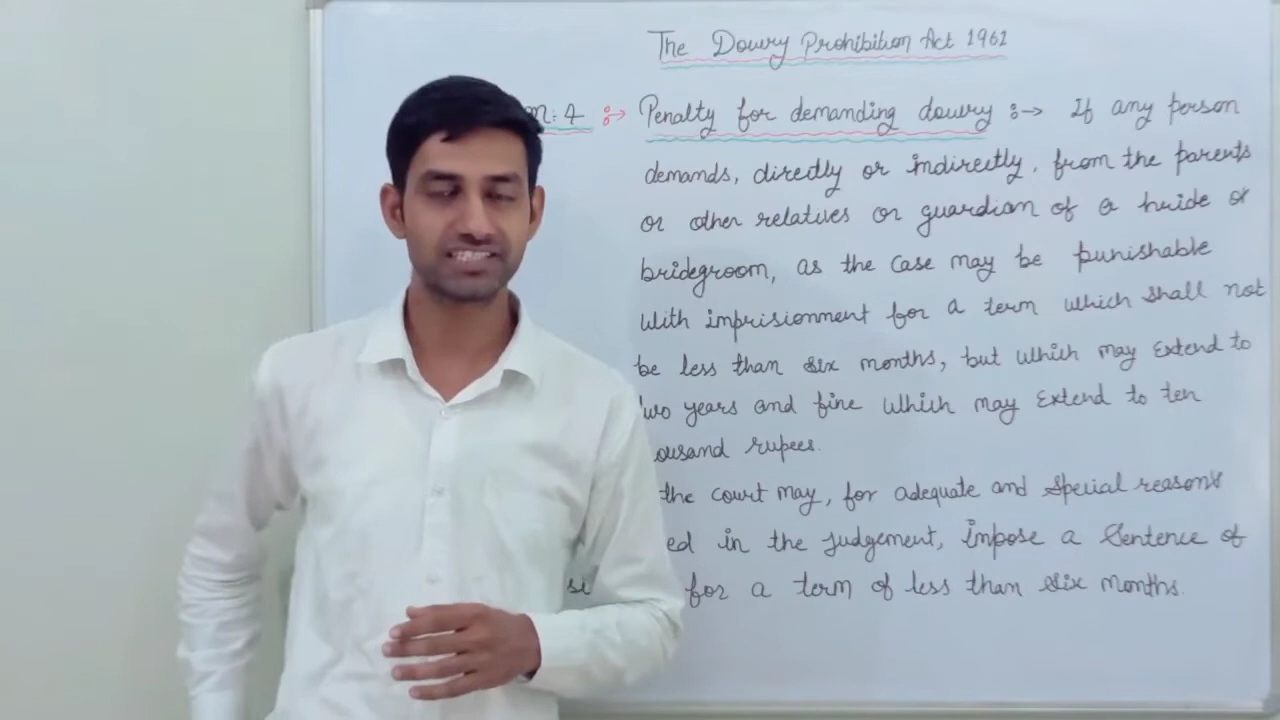 The Dowry Prohibition Act 1961
n: 4 :→ Penalty for demanding dowry :→ If any person
demands, directly or indirectly, from the parents
or other relatives or guardian of a bride or
bridegroom, as the case may be punishable
With imprisionment for a term which shall not
be less than six months, but which may Extend to
two years and fine which may Extend to ten
ousand rupees.
the court may, for adequate and special reason's
ed in the judgement, impose a Sentence of
for a term of less than six months.